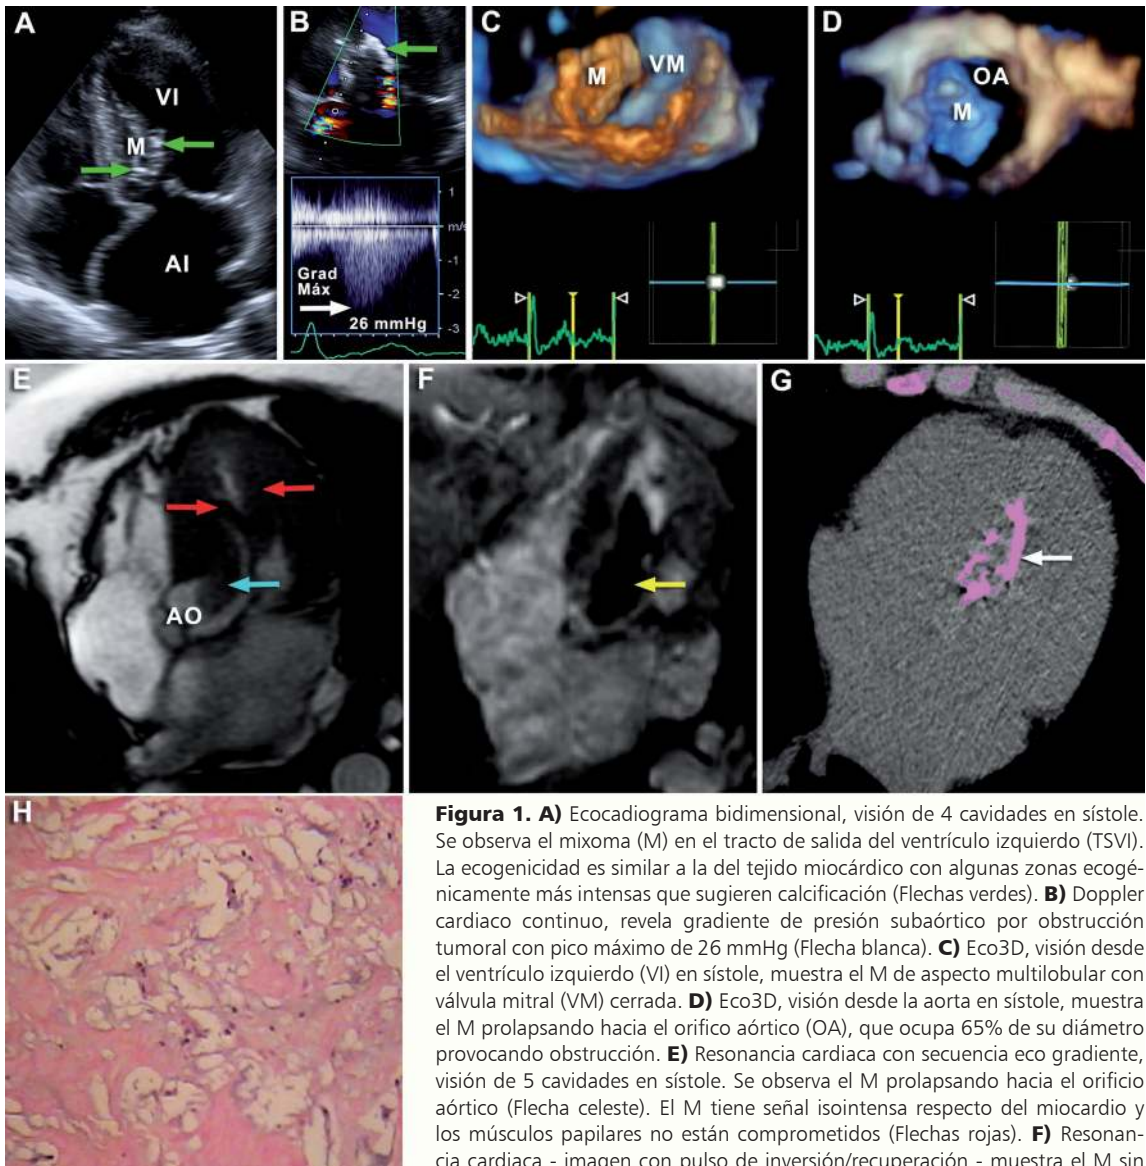 A
VI
M
AI
B
1
m/s
-1
-2
-3
Grad
Máx
26 mmHg
C
M
VM
D
OA
M
E
AO
F
G
H
Figura 1. A) Ecocadiograma bidimensional, visión de 4 cavidades en sístole.
Se observa el mixoma (M) en el tracto de salida del ventrículo izquierdo (TSVI).
La ecogenicidad es similar a la del tejido miocárdico con algunas zonas ecogé-
nicamente más intensas que sugieren calcificación (Flechas verdes). B) Doppler
cardiaco continuo, revela gradiente de presión subaórtico por obstrucción
tumoral con pico máximo de 26 mmHg (Flecha blanca). C) Eco3D, visión desde
el ventrículo izquierdo (VI) en sístole, muestra el M de aspecto multilobular con
válvula mitral (VM) cerrada. D) Eco3D, visión desde la aorta en sístole, muestra
el M prolapsando hacia el orifico aórtico (OA), que ocupa 65% de su diámetro
provocando obstrucción. E) Resonancia cardiaca con secuencia eco gradiente,
visión de 5 cavidades en sístole. Se observa el M prolapsando hacia el orificio
aórtico (Flecha celeste). El M tiene señal isointensa respecto del miocardio y
los músculos papilares no están comprometidos (Flechas rojas). F) Resonan-
cia cardiaca - imagen con pulso de inversión/recuperación - muestra el M sin